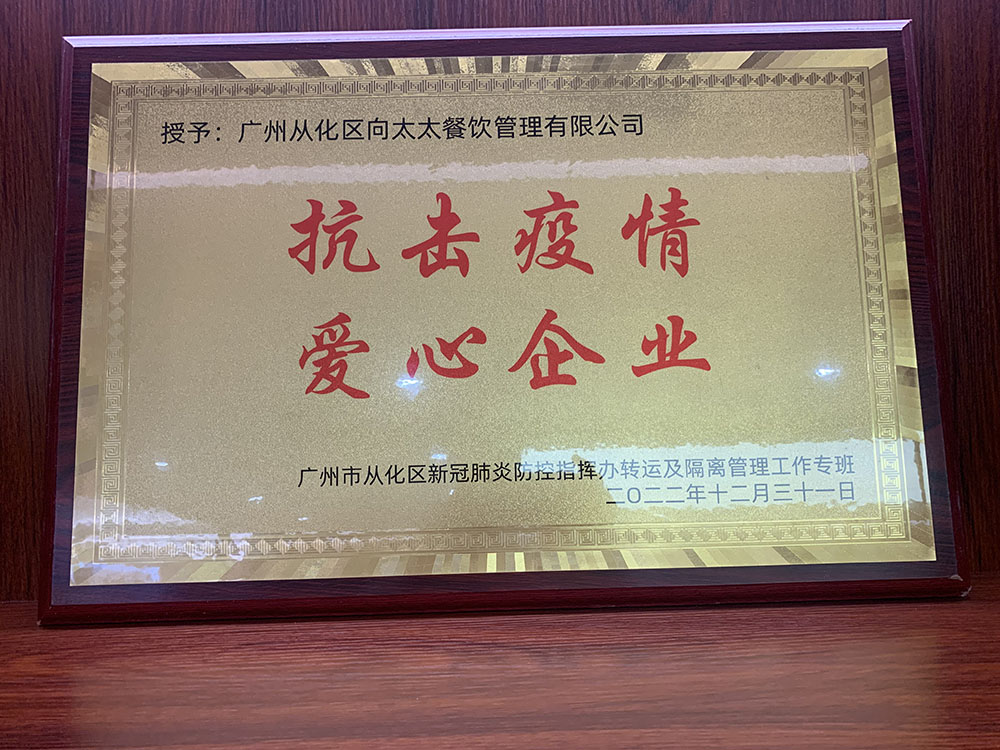 授予：广州从化区向太太餐饮管理有限公司
抗击疫情
爱心企业
广州市从化区新冠肺炎防控指挥办转运及隔离管理工作专班
二〇二二年十二月三十一日